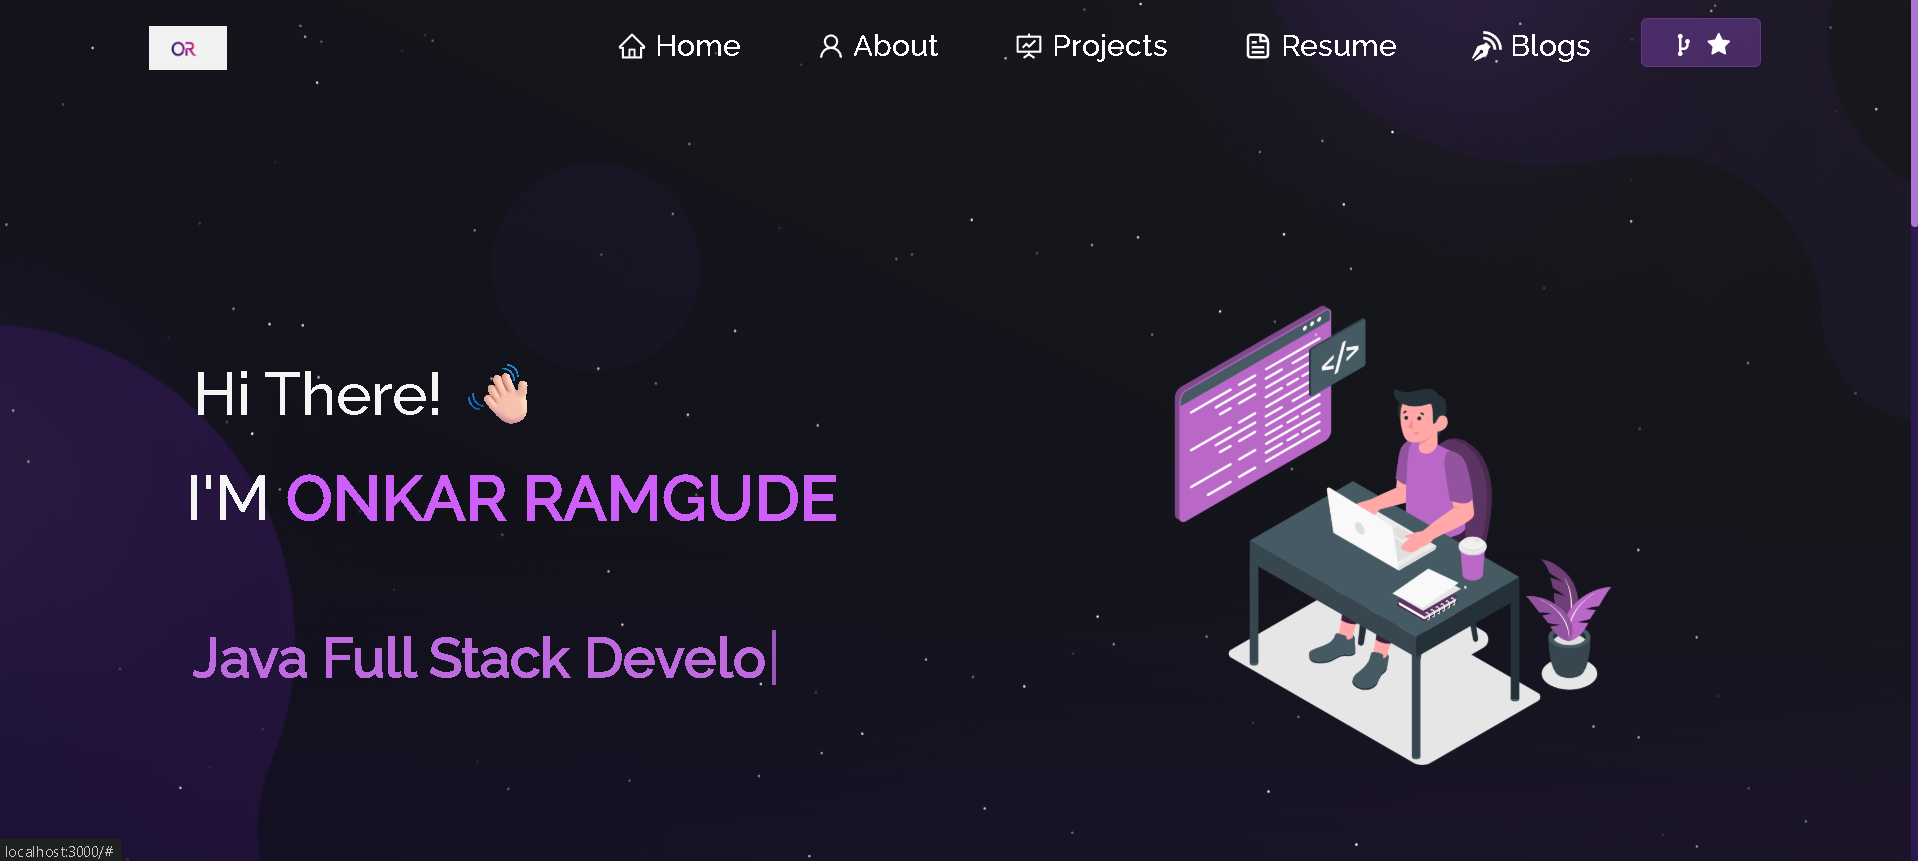 OR
Home
About
Projects
Resume
Blogs
Hi There!
I'M ONKAR RAMGUDE
</>
Java Full Stack Develo
localhost:3000/#